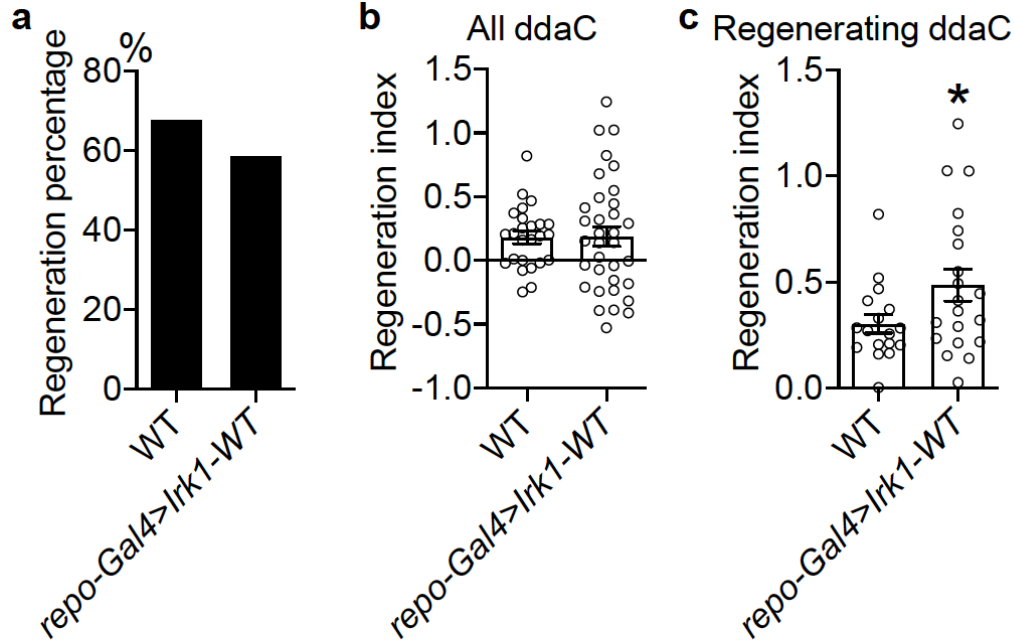 a
%
Regeneration percentage
80
60
40
20
0
WT
repo-Gal4>Irk1-WT
b
All ddaC
Regeneration index
1.5
1.0
0.5
0.0
-0.5
-1.0
WT
repo-Gal4>Irk1-WT
c
Regenerating ddaC
Regeneration index
1.5
1.0
0.5
0.0
*
WT
repo-Gal4>Irk1-WT